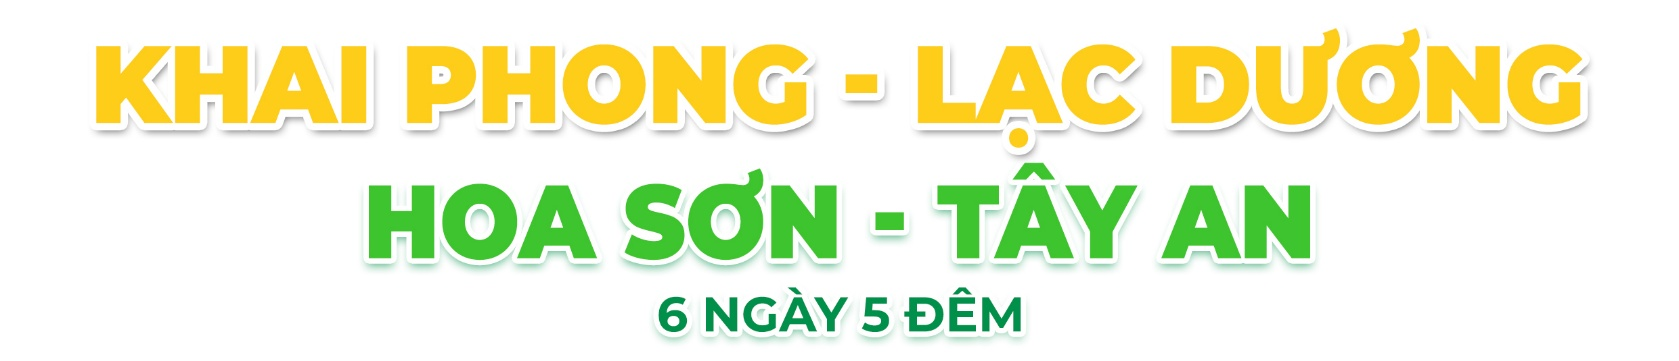 KHAI PHONG - LẠC DƯƠNG
HOA SƠN - TÂY AN
6 NGÀY 5 ĐÊM